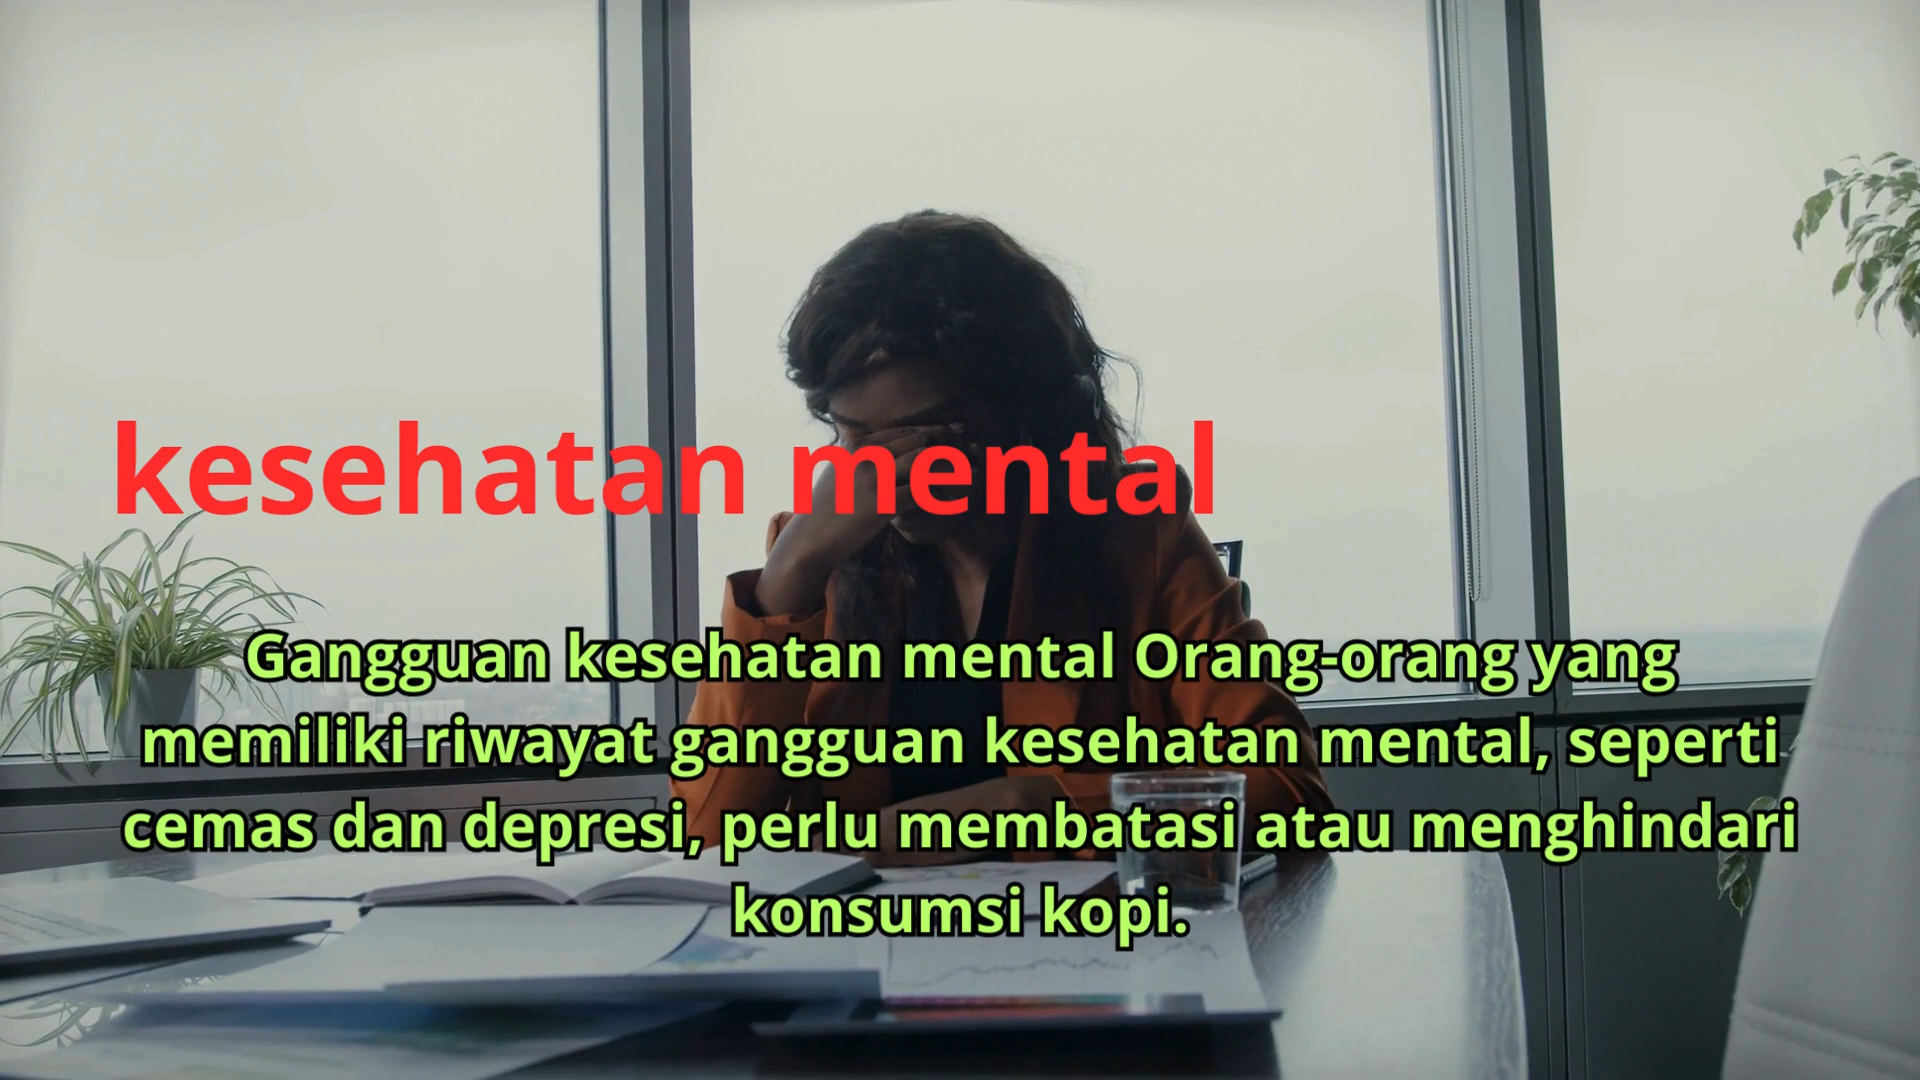 kesehatan mental
Gangguan kesehatan mental Orang-orang yang
memiliki riwayat gangguan kesehatan mental, seperti
cemas dan depresi, perlu membatasi atau menghindari
konsumsi kopi.